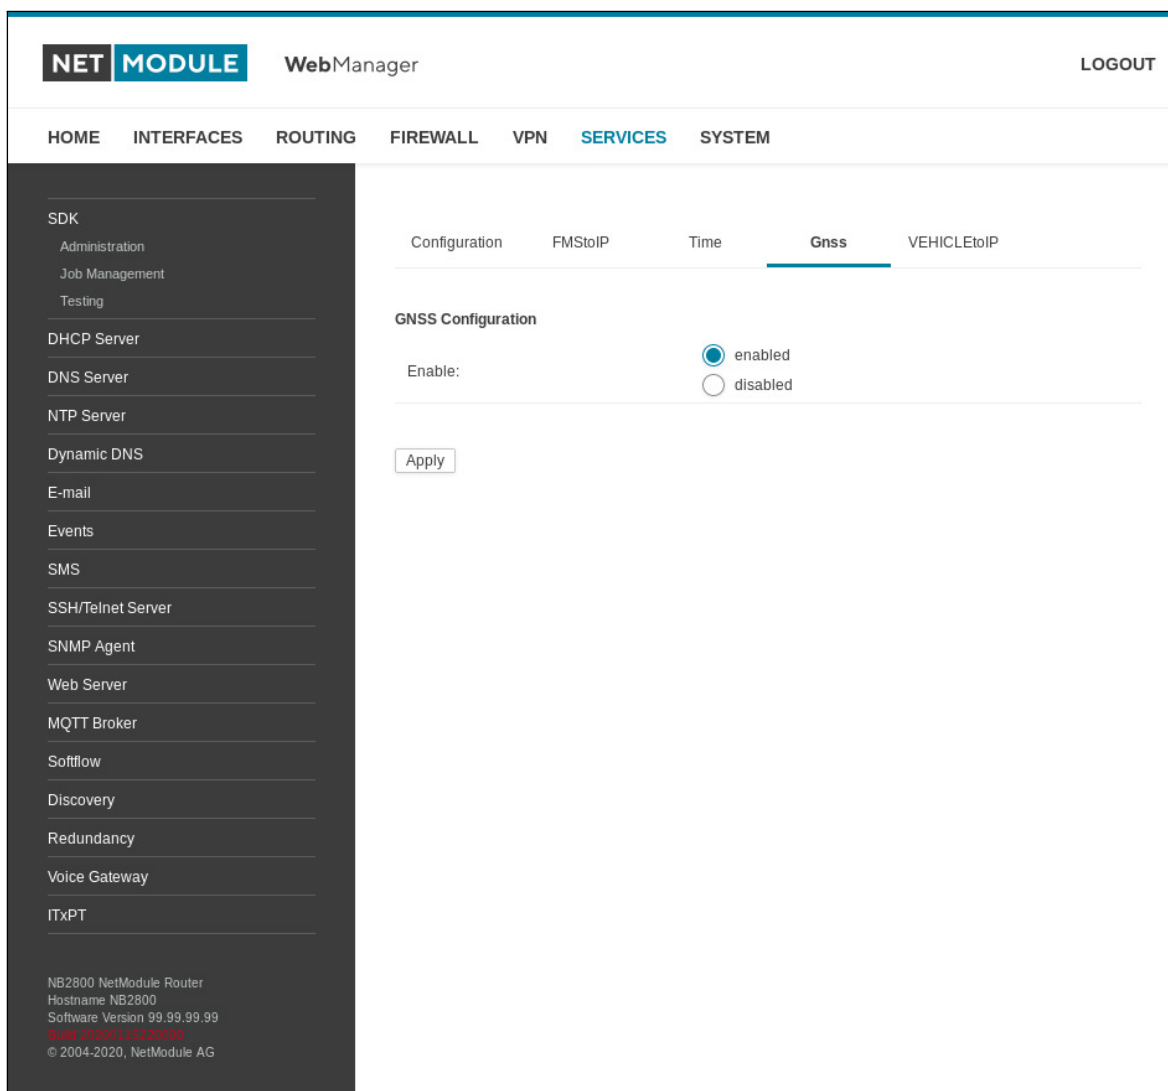 NET MODULE WebManager LOGOUT
HOME INTERFACES ROUTING FIREWALL VPN SERVICES SYSTEM
SDK
Administration
Job Management
Testing
DHCP Server
DNS Server
NTP Server
Dynamic DNS
E-mail
Events
SMS
SSH/Telnet Server
SNMP Agent
Web Server
MQTT Broker
Softflow
Discovery
Redundancy
Voice Gateway
ITxPT
NB2800 NetModule Router
Hostname NB2800
Software Version 99.99.99.99
Build
© 2004-2020, NetModule AG
Configuration FMStoIP Time Gnss VEHICLEtoIP
GNSS Configuration
Enable:
enabled
disabled
Apply